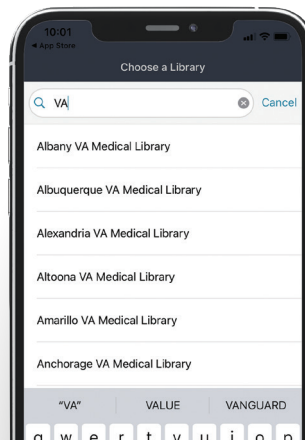 10:01
App Store
Choose a Library
VA
Cancel
Albany VA Medical Library
Albuquerque VA Medical Library
Alexandria VA Medical Library
Altoona VA Medical Library
Amarillo VA Medical Library
Anchorage VA Medical Library
"VA" VALUE VANGUARD
q w e r t y u i o p